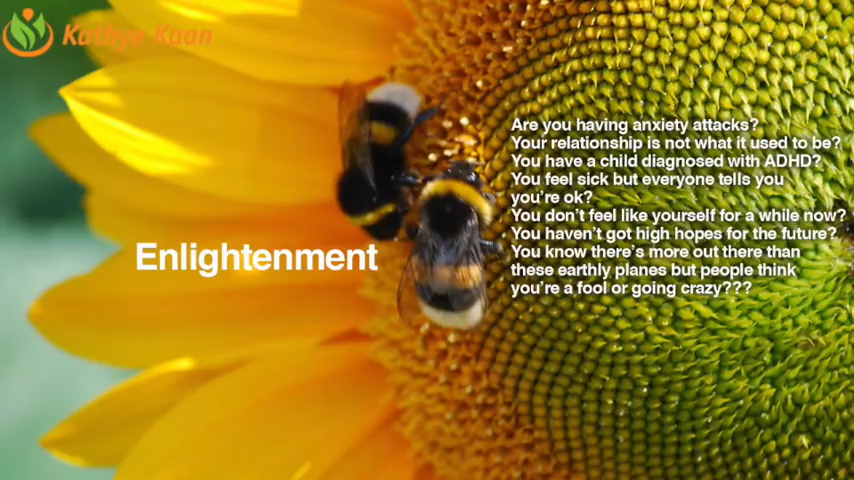 Kathye Kaan
Enlightenment
Are you having anxiety attacks?
Your relationship is not what it used to be?
You have a child diagnosed with ADHD?
You feel sick but everyone tells you
you're ok?
You don't feel like yourself for a while now?
You haven't got high hopes for the future?
You know there's more out there than
these earthly planes but people think
you're a fool or going crazy???